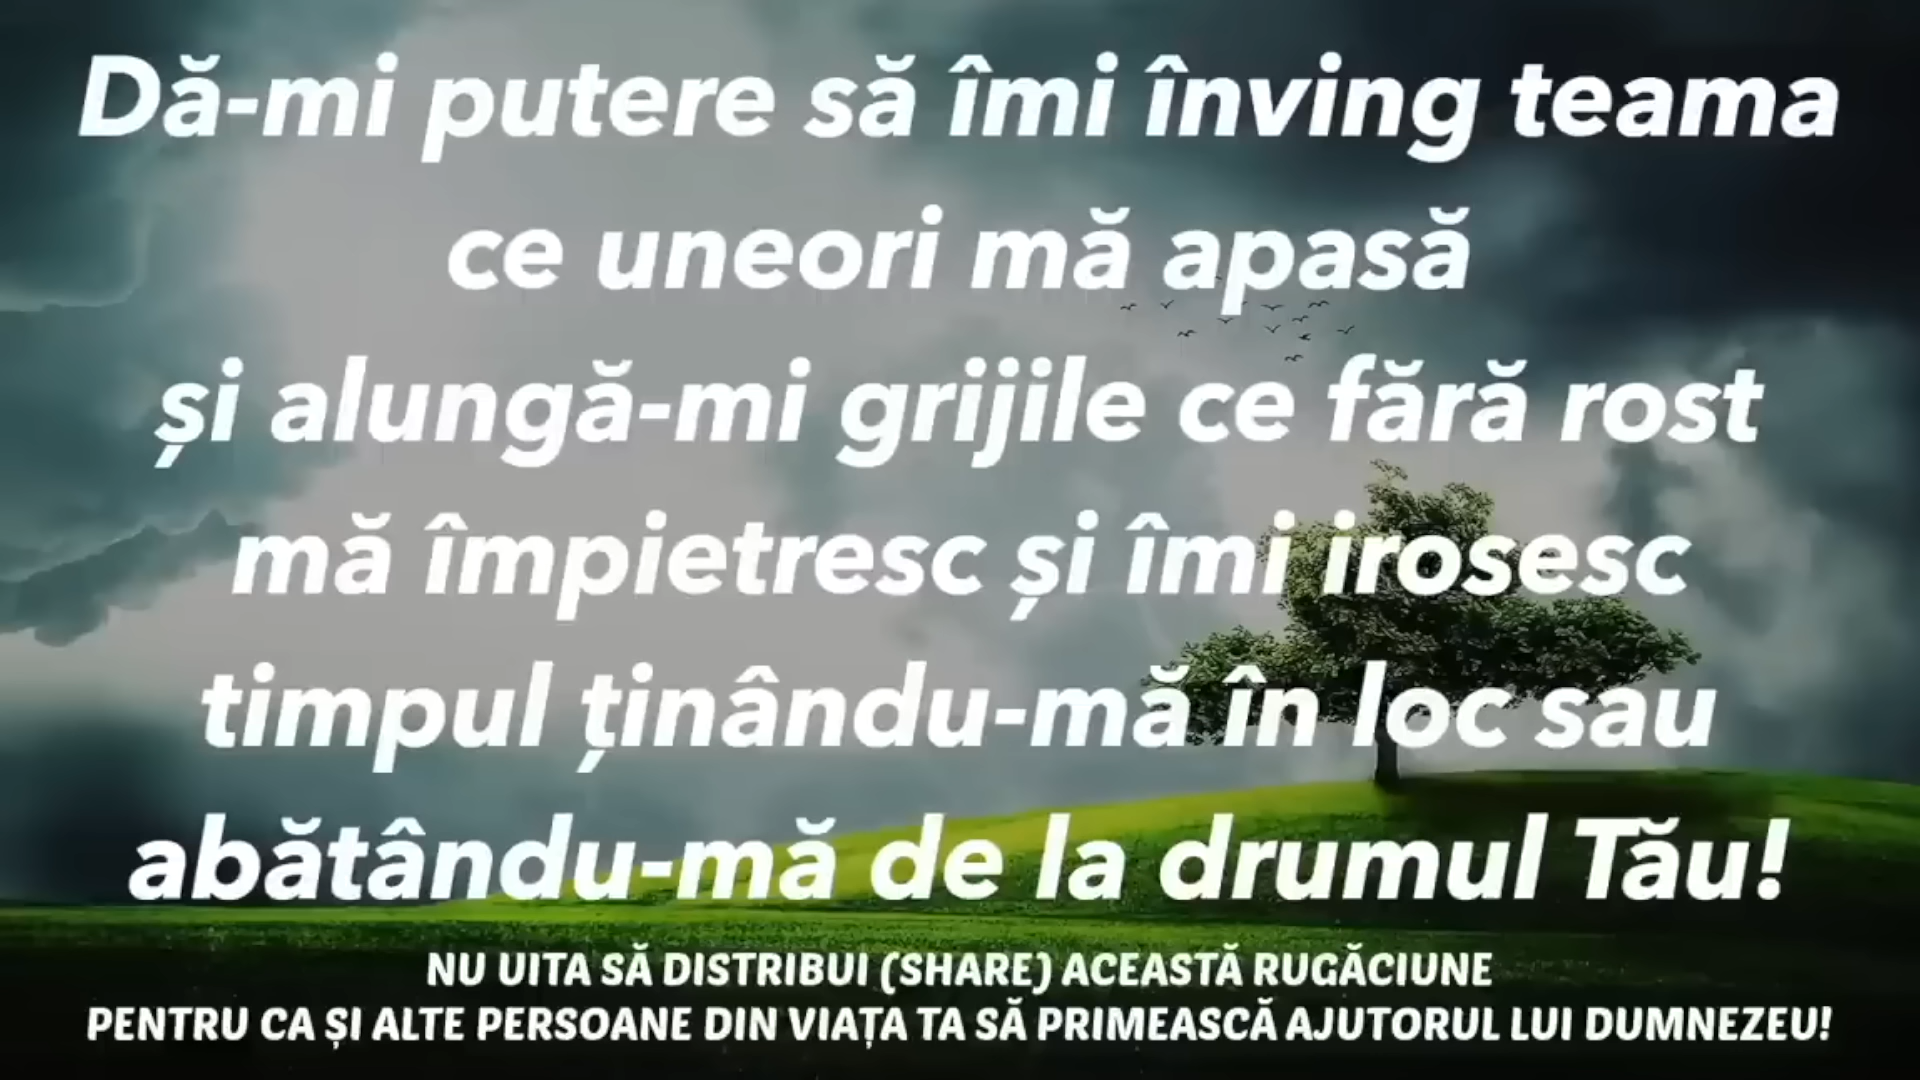 Dă-mi putere să îmi înving teama
ce uneori mă apasă
și alungă-mi grijile ce fără rost
mă împietresc și îmi irosesc
timpul ținându-mă în loc sau
abătându-mă de la drumul Tău!
NU UITA SĂ DISTRIBUI (SHARE) ACEASTĂ RUGĂCIUNE
PENTRU CA ȘI ALTE PERSOANE DIN VIAȚA TA SĂ PRIMEASCĂ AJUTORUL LUI DUMNEZEU!